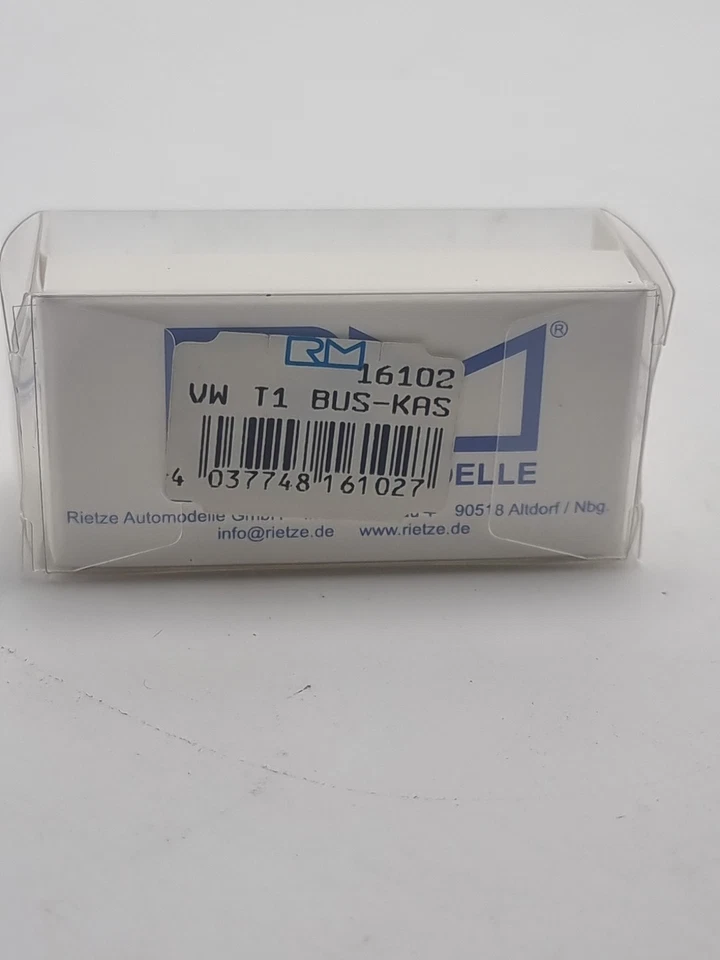 ®
RM
16102
VW T1 BUS-KAS
4 037748 161027
DELLE
Rietze Automodelle GmbH 90518 Altdorf / Nbg.
info@rietze.de www.rietze.de